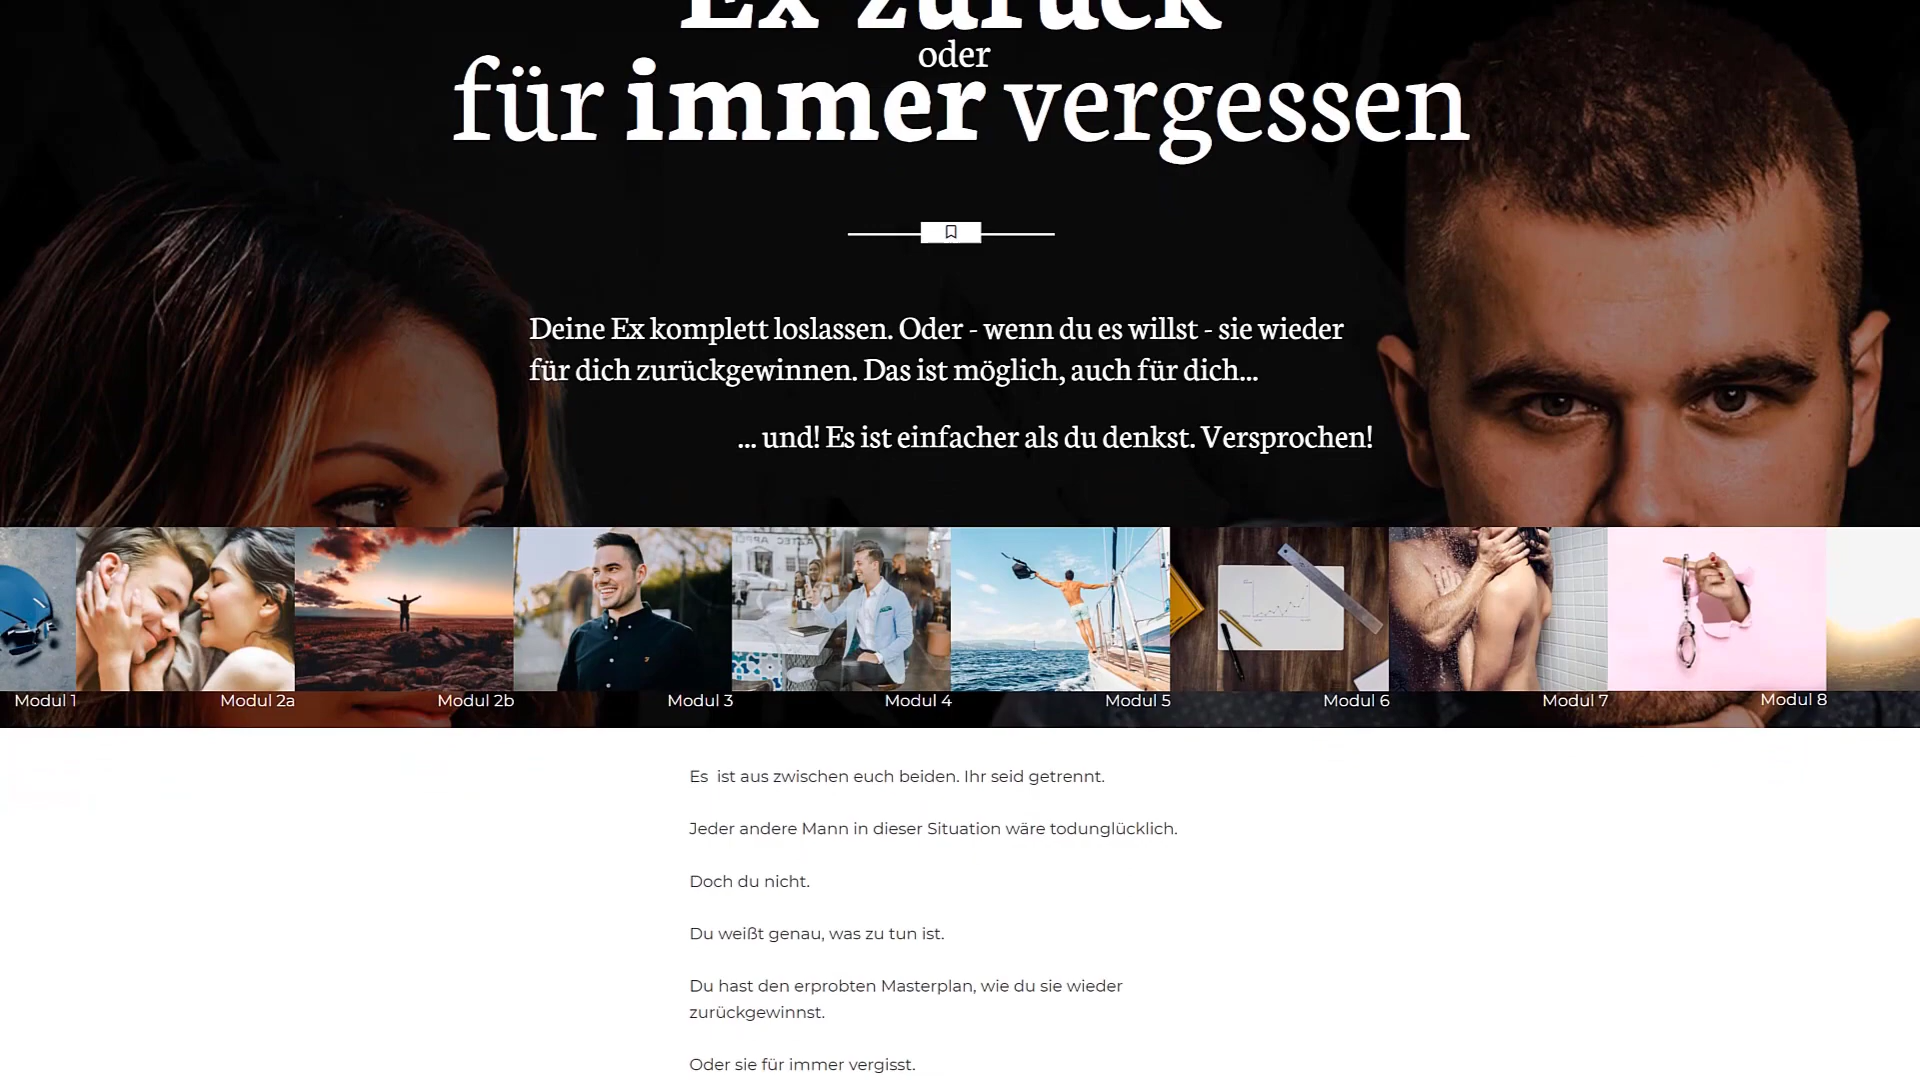 Ex zurück
oder
für immer vergessen
Deine Ex komplett loslassen. Oder - wenn du es willst - sie wieder
für dich zurückgewinnen. Das ist möglich, auch für dich...
... und! Es ist einfacher als du denkst. Versprochen!
Modul 1
Modul 2a
Modul 2b
Modul 3
Modul 4
Modul 5
Modul 6
Modul 7
Modul 8
Es  ist aus zwischen euch beiden. Ihr seid getrennt.
Jeder andere Mann in dieser Situation wäre todunglücklich.
Doch du nicht.
Du weißt genau, was zu tun ist.
Du hast den erprobten Masterplan, wie du sie wieder
zurückgewinnst.
Oder sie für immer vergisst.